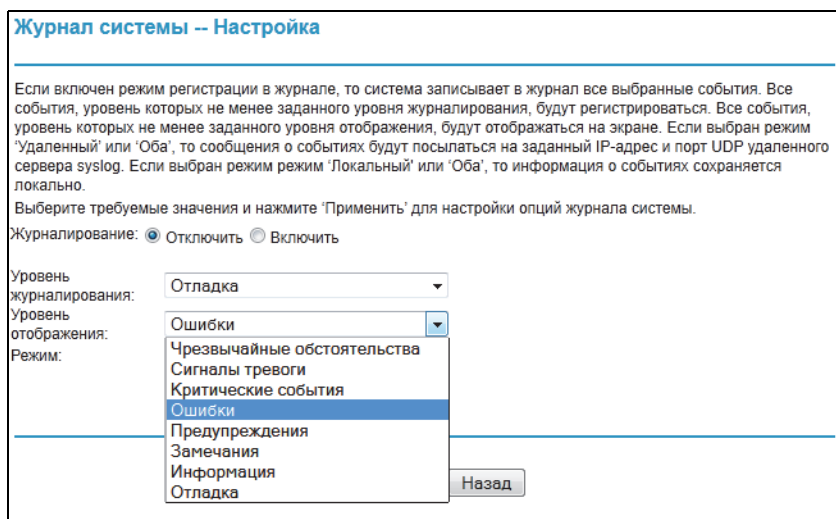 Журнал системы -- Настройка
Если включен режим регистрации в журнале, то система записывает в журнал все выбранные события. Все
события, уровень которых не менее заданного уровня журналирования, будут регистрироваться. Все события,
уровень которых не менее заданного уровня отображения, будут отображаться на экране. Если выбран режим
'Удаленный' или 'Оба', то сообщения о событиях будут посылаться на заданный IP-адрес и порт UDP удаленного
сервера syslog. Если выбран режим режим 'Локальный' или 'Оба', то информация о событиях сохраняется
локально.
Выберите требуемые значения и нажмите 'Применить' для настройки опций журнала системы.
Журналирование: Отключить Включить
Уровень
журналирования:
Отладка
Уровень
отображения:
Ошибки
Режим:
Чрезвычайные обстоятельства
Сигналы тревоги
Критические события
Ошибки
Предупреждения
Замечания
Информация
Отладка
Назад